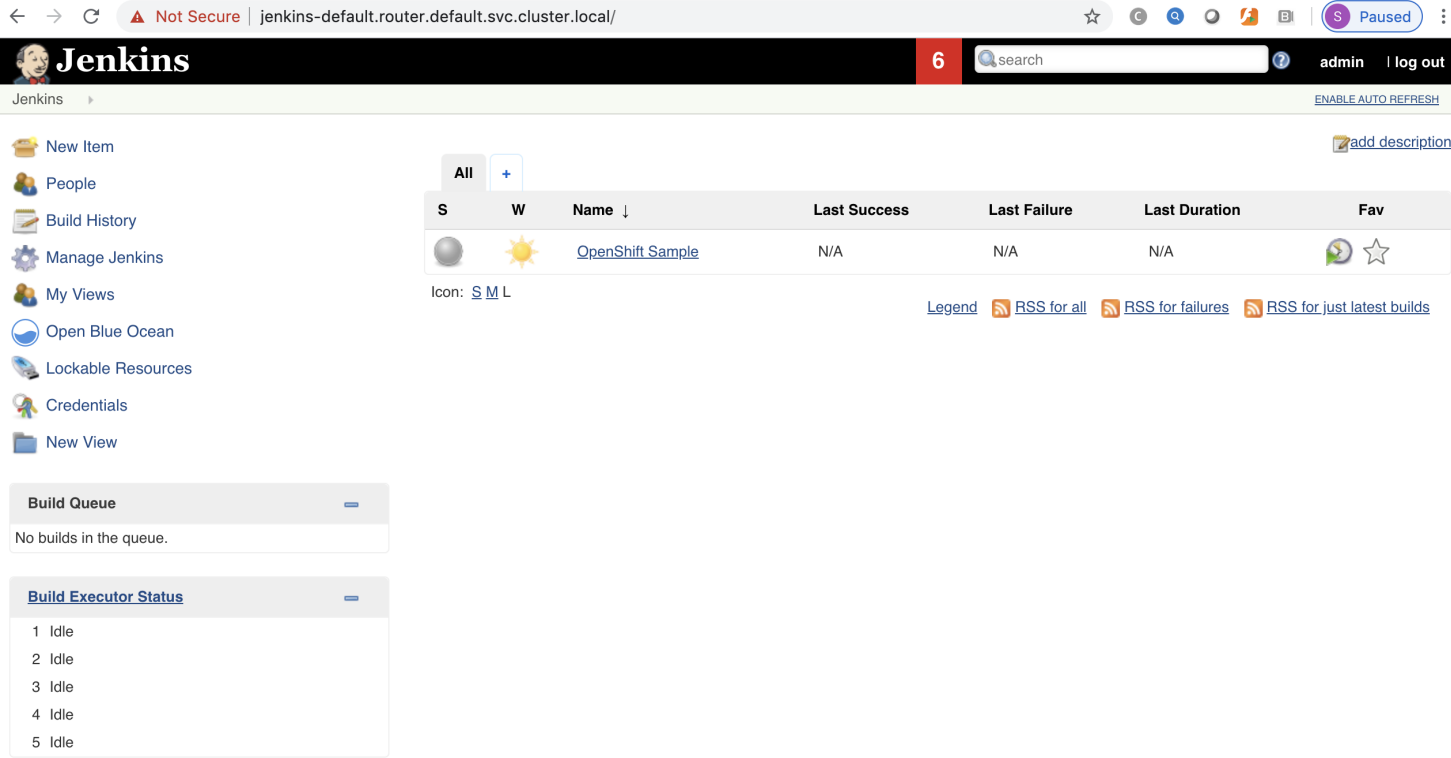 Not Secure jenkins-default.router.default.svc.cluster.local/ C Q B S Paused
Jenkins 6 search ? admin | log out
Jenkins ENABLE AUTO REFRESH
add description
New Item
People
Build History
Manage Jenkins
My Views
Open Blue Ocean
Lockable Resources
Credentials
New View
Build Queue
No builds in the queue.
Build Executor Status
1 Idle
2 Idle
3 Idle
4 Idle
5 Idle
All +
S W Name ↓ Last Success Last Failure Last Duration Fav
OpenShift Sample N/A N/A N/A
Icon: S M L
Legend RSS for all RSS for failures RSS for just latest builds